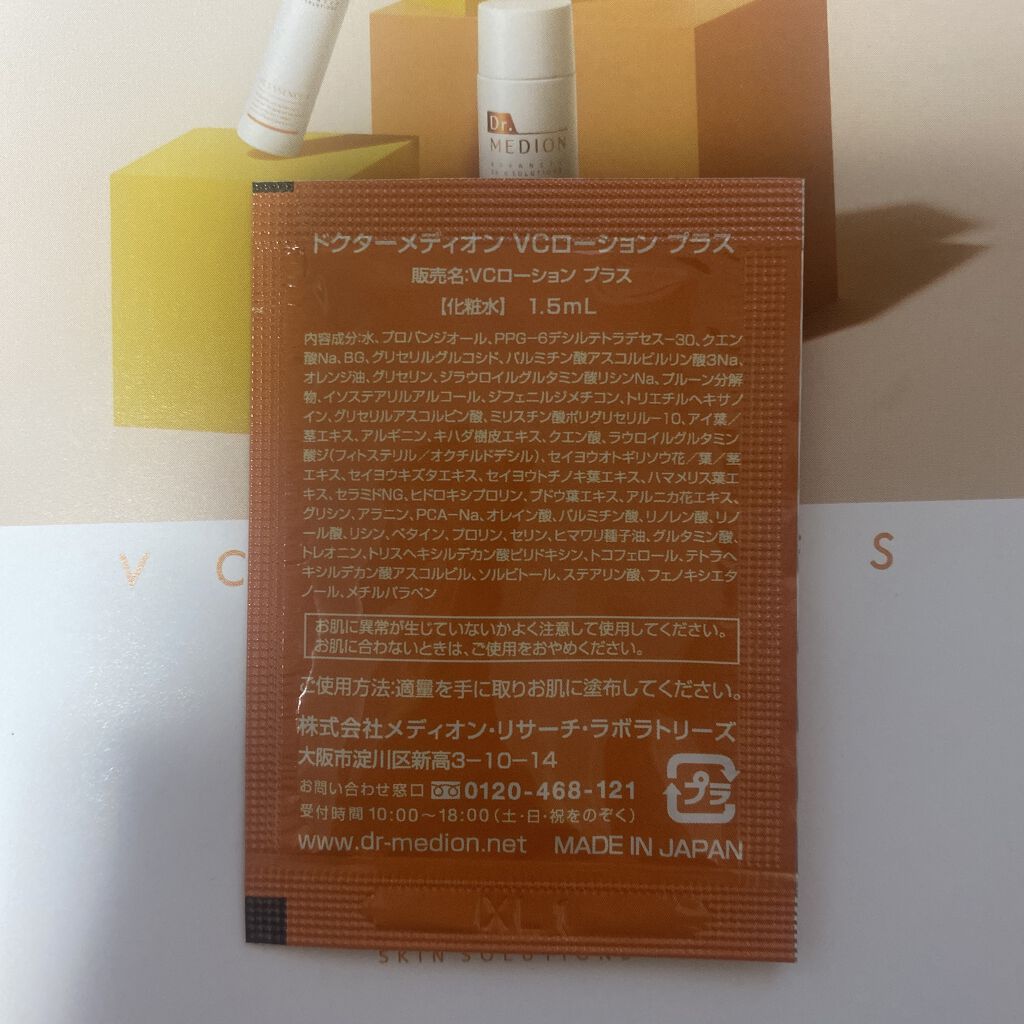 Dr.
MEDION
ADVANCED
SKIN SOLUTIONS
ドクターメディオン VCローション プラス
販売名:VCローション プラス
【化粧水】 1.5mL
内容成分:水、プロパンジオール、PPG-6デシルテトラデセス-30、クエン
酸Na、BG、グリセリルグルコシド、パルミチン酸アスコルビルリン酸3Na、
オレンジ油、グリセリン、ジラウロイルグルタミン酸リシンNa、プルーン分解
物、イソステアリルアルコール、ジフェニルジメチコン、トリエチルヘキサノ
イン、グリセリルアスコルビン酸、ミリスチン酸ポリグリセリル-10、アイ葉/
茎エキス、アルギニン、キハダ樹皮エキス、クエン酸、ラウロイルグルタミン
酸ジ(フィトステリル/オクチルドデシル)、セイヨウオトギリソウ花/葉/茎
エキス、セイヨウキズタエキス、セイヨウトチノキ葉エキス、ハマメリス葉エ
キス、セラミドNG、ヒドロキシプロリン、ブドウ葉エキス、アルニカ花エキス、
グリシン、アラニン、PCA-Na、オレイン酸、パルミチン酸、リノレン酸、リノ
ール酸、リシン、ベタイン、プロリン、セリン、ヒマワリ種子油、グルタミン酸、
トレオニン、トリスヘキシルデカン酸ピリドキシン、トコフェロール、テトラヘ
キシルデカン酸アスコルビル、ソルビトール、ステアリン酸、フェノキシエタ
ノール、メチルパラベン
V C S
お肌に異常が生じていないかよく注意して使用してください。
お肌に合わないときは、ご使用をおやめください。
ご使用方法:適量を手に取りお肌に塗布してください。
株式会社メディオン・リサーチ・ラボラトリーズ
大阪市淀川区新高3-10-14
お問い合わせ窓口 0120-468-121
受付時間 10:00~18:00(土・日・祝をのぞく)
プラ
www.dr-medion.net MADE IN JAPAN
SKIN SOLUTIONS